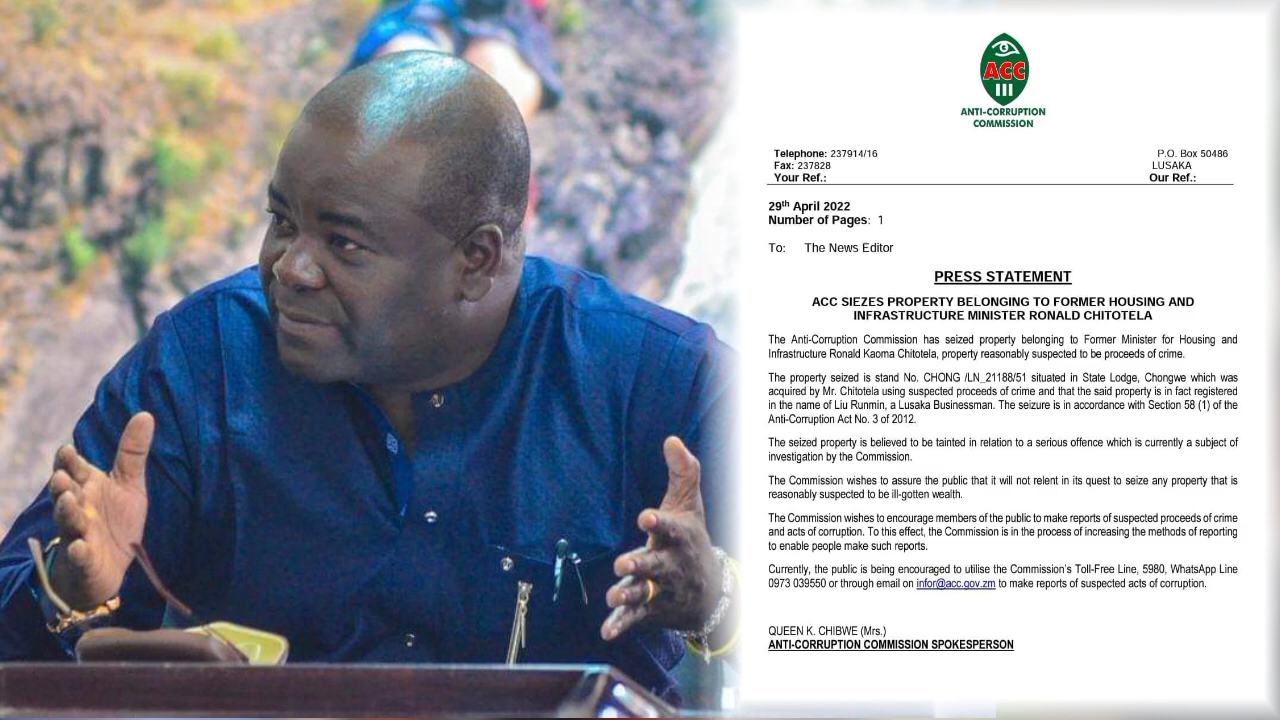 ACC
ANTI-CORRUPTION
COMMISSION
Telephone: 237914/16
P.O. Box 50486
Fax: 237828
LUSAKA
Your Ref.:
Our Ref.:
29th April 2022
Number of Pages: 1
To: The News Editor
PRESS STATEMENT
ACC SIEZES PROPERTY BELONGING TO FORMER HOUSING AND
INFRASTRUCTURE MINISTER RONALD CHITOTELA
The Anti-Corruption Commission has seized property belonging to Former Minister for Housing and
Infrastructure Ronald Kaoma Chitotela, property reasonably suspected to be proceeds of crime.
The property seized is stand No. CHONG /LN_21188/51 situated in State Lodge, Chongwe which was
acquired by Mr. Chitotela using suspected proceeds of crime and that the said property is in fact registered
in the name of Liu Runmin, a Lusaka Businessman. The seizure is in accordance with Section 58 (1) of the
Anti-Corruption Act No. 3 of 2012.
The seized property is believed to be tainted in relation to a serious offence which is currently a subject of
investigation by the Commission.
The Commission wishes to assure the public that it will not relent in its quest to seize any property that is
reasonably suspected to be ill-gotten wealth.
The Commission wishes to encourage members of the public to make reports of suspected proceeds of crime
and acts of corruption. To this effect, the Commission is in the process of increasing the methods of reporting
to enable people make such reports.
Currently, the public is being encouraged to utilise the Commission's Toll-Free Line, 5980, WhatsApp Line
0973 039550 or through email on infor@acc.gov.zm to make reports of suspected acts of corruption.
QUEEN K. CHIBWE (Mrs.)
ANTI-CORRUPTION COMMISSION SPOKESPERSON